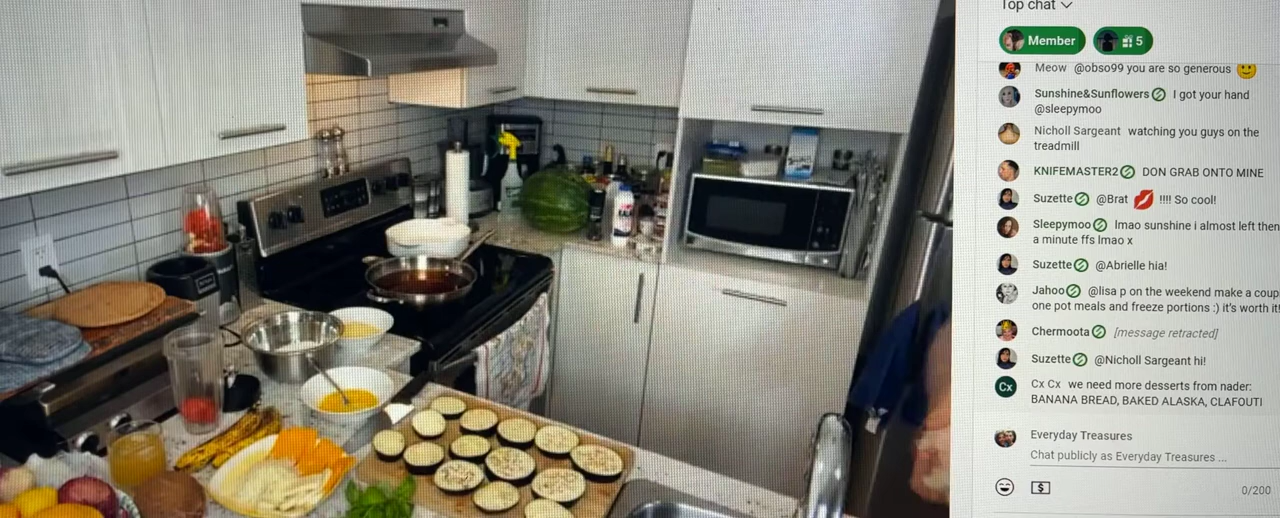 Top chat
Member
5
Meow @obso99 you are so generous
Sunshine&Sunflowers I got your hand
@sleepymoo
Nicholl Sargeant watching you guys on the
treadmill
KNIFEMASTER2 DON GRAB ONTO MINE
Suzette @Brat !!!! So cool!
Sleepymoo lmao sunshine i almost left then
a minute ffs lmao x
Suzette @Abrielle hia!
Jahoo @lisa p on the weekend make a coup
one pot meals and freeze portions :) it's worth it!
Chermoota [message retracted]
Suzette @Nicholl Sargeant hi!
Cx
Cx Cx we need more desserts from nader:
BANANA BREAD, BAKED ALASKA, CLAFOUTI
Everyday Treasures
Chat publicly as Everyday Treasures ...
0/200